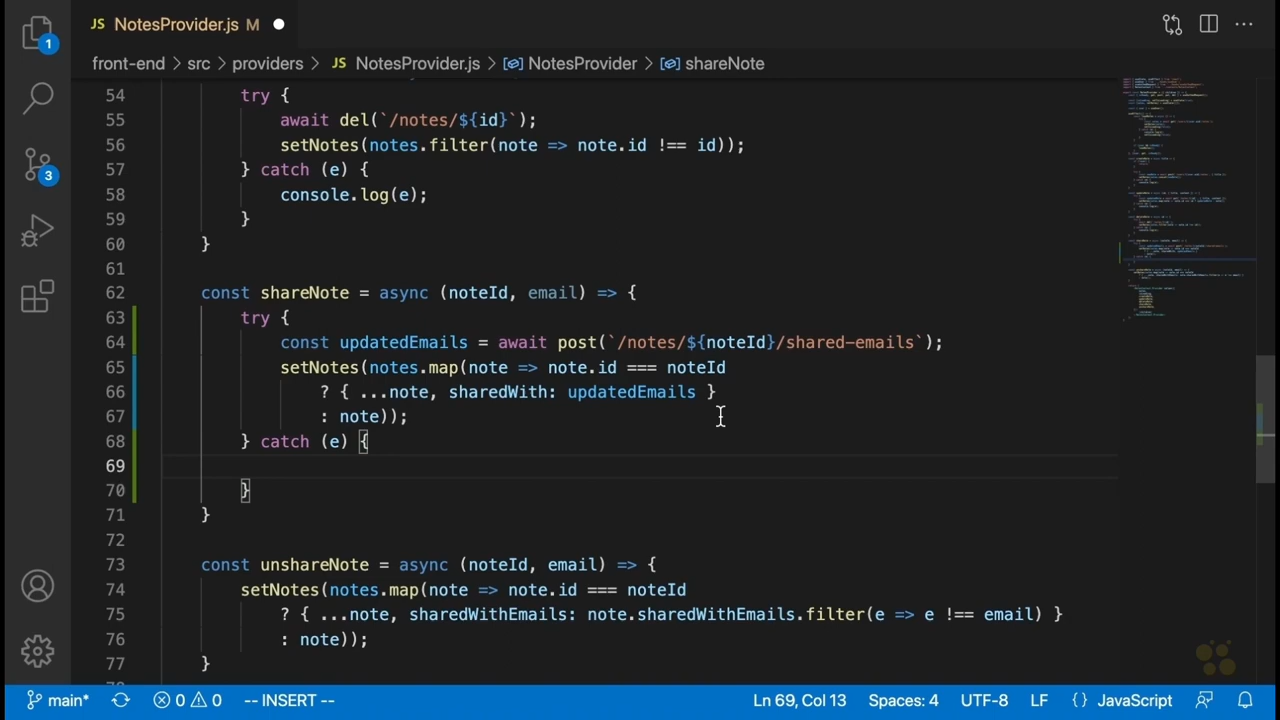 JS NotesProvider.js M
front-end > src > providers > JS NotesProvider.js > NotesProvider > shareNote
1
3
54 try {
55 await del(`/notes/${id}`);
56 setNotes(notes.filter(note => note.id !== id));
57 } catch (e) {
58 console.log(e);
59 }
60 }
61
62 const shareNote = async (noteId, email) => {
63 try {
64 const updatedEmails = await post(`/notes/${noteId}/shared-emails`);
65 setNotes(notes.map(note => note.id === noteId
66 ? { ...note, sharedWith: updatedEmails }
67 : note));
68 } catch (e) {
69
70 }
71 }
72
73 const unshareNote = async (noteId, email) => {
74 setNotes(notes.map(note => note.id === noteId
75 ? { ...note, sharedWithEmails: note.sharedWithEmails.filter(e => e !== email) }
76 : note));
77 }
main* 0 0 -- INSERT -- Ln 69, Col 13 Spaces: 4 UTF-8 LF {} JavaScript